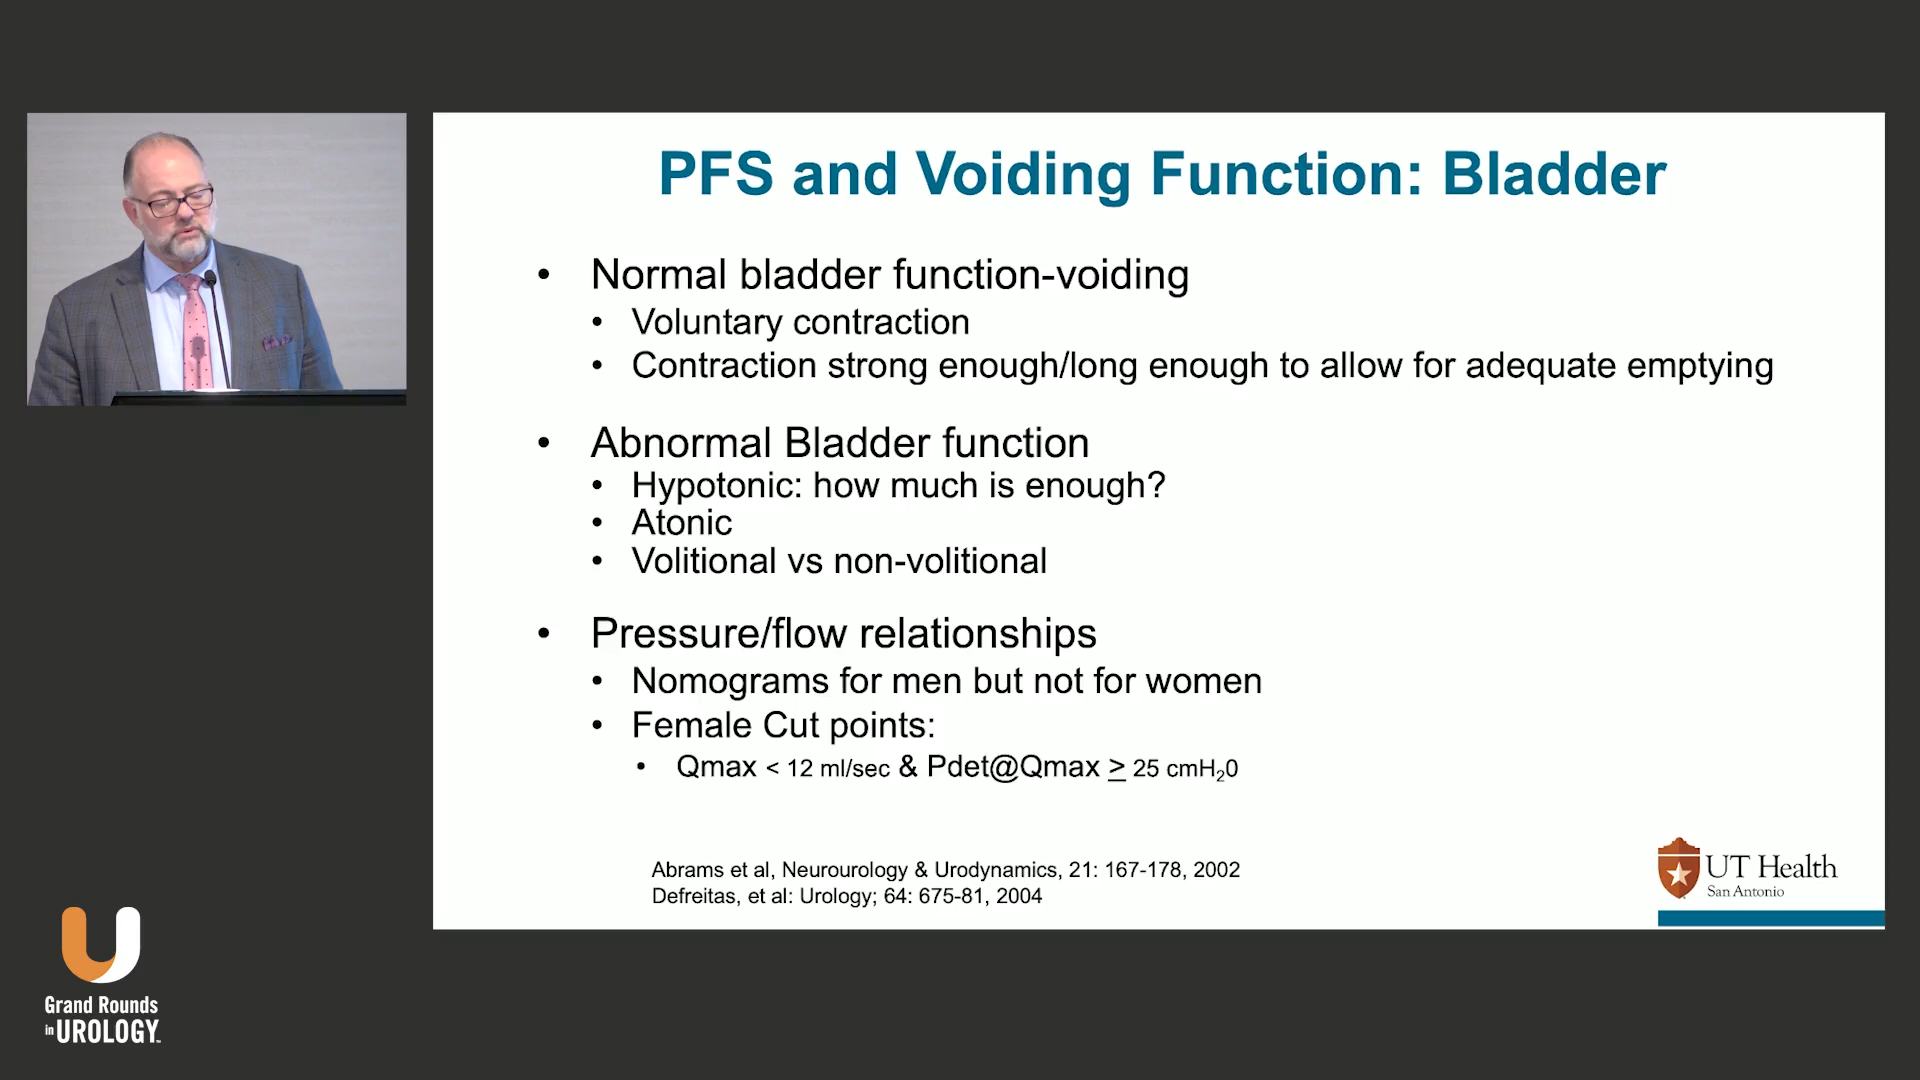 PFS and Voiding Function: Bladder
• Normal bladder function-voiding
• Voluntary contraction
• Contraction strong enough/long enough to allow for adequate emptying
• Abnormal Bladder function
• Hypotonic: how much is enough?
• Atonic
• Volitional vs non-volitional
• Pressure/flow relationships
• Nomograms for men but not for women
• Female Cut points:
• Qmax < 12 ml/sec & Pdet@Qmax ≥ 25 cmH₂0
Abrams et al, Neurourology & Urodynamics, 21: 167-178, 2002
Defreitas, et al: Urology; 64: 675-81, 2004
UT Health
San Antonio
Grand Rounds
in UROLOGY™